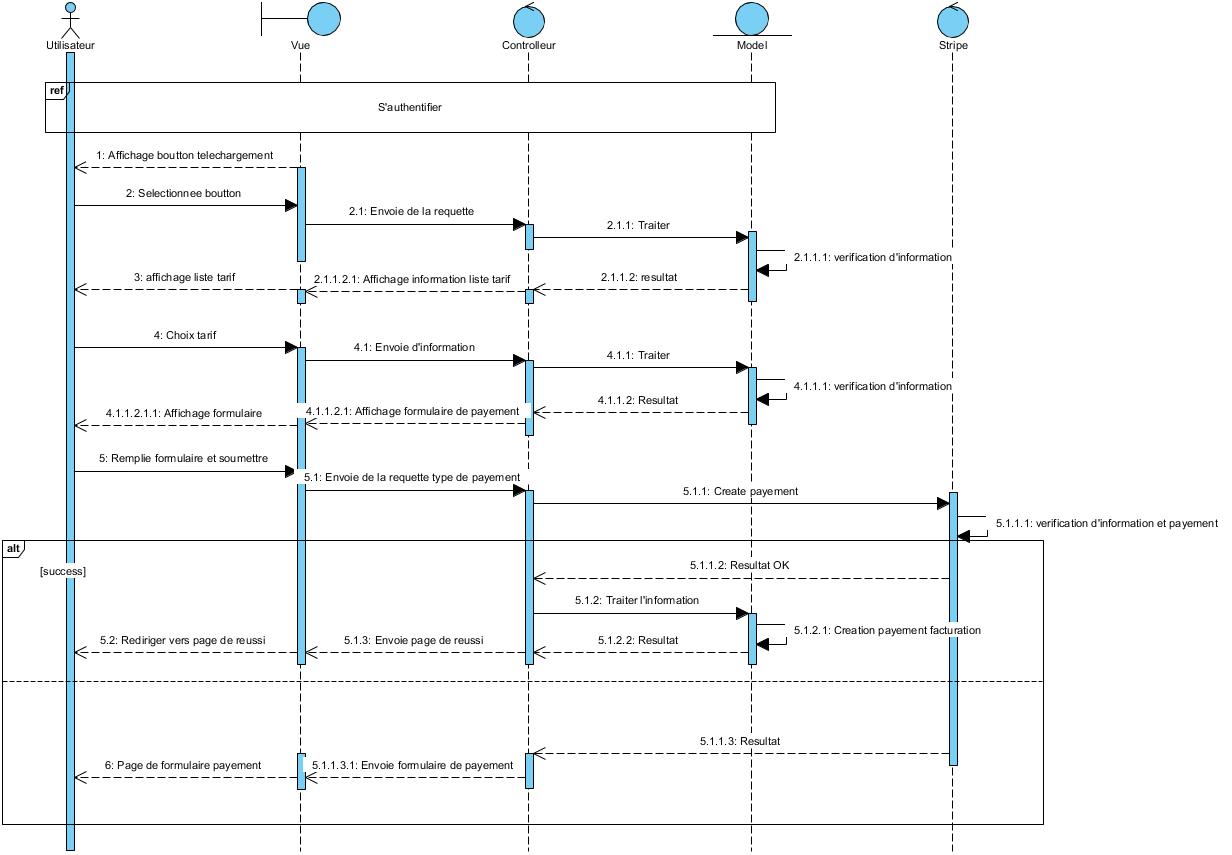 Utilisateur
Vue
Controlleur
Model
Stripe
ref
S'authentifier
1: Affichage boutton telechargement
2: Selectionnee boutton
2.1: Envoie de la requette
2.1.1: Traiter
2.1.1.1: verification d'information
3: affichage liste tarif
2.1.1.2.1: Affichage information liste tarif
2.1.1.2: resultat
4: Choix tarif
4.1: Envoie d'information
4.1.1: Traiter
4.1.1.1: verification d'information
4.1.1.2: Resultat
4.1.1.2.1.1: Affichage formulaire
4.1.1.2.1: Affichage formulaire de payement
5: Remplie formulaire et soumettre
5.1: Envoie de la requette type de payement
5.1.1: Create payement
5.1.1.1: verification d'information et payement
alt
[success]
5.1.1.2: Resultat OK
5.1.2: Traiter l'information
5.1.2.1: Creation payement facturation
5.2: Rediriger vers page de reussi
5.1.3: Envoie page de reussi
5.1.2.2: Resultat
5.1.1.3: Resultat
6: Page de formulaire payement
5.1.1.3.1: Envoie formulaire de payement